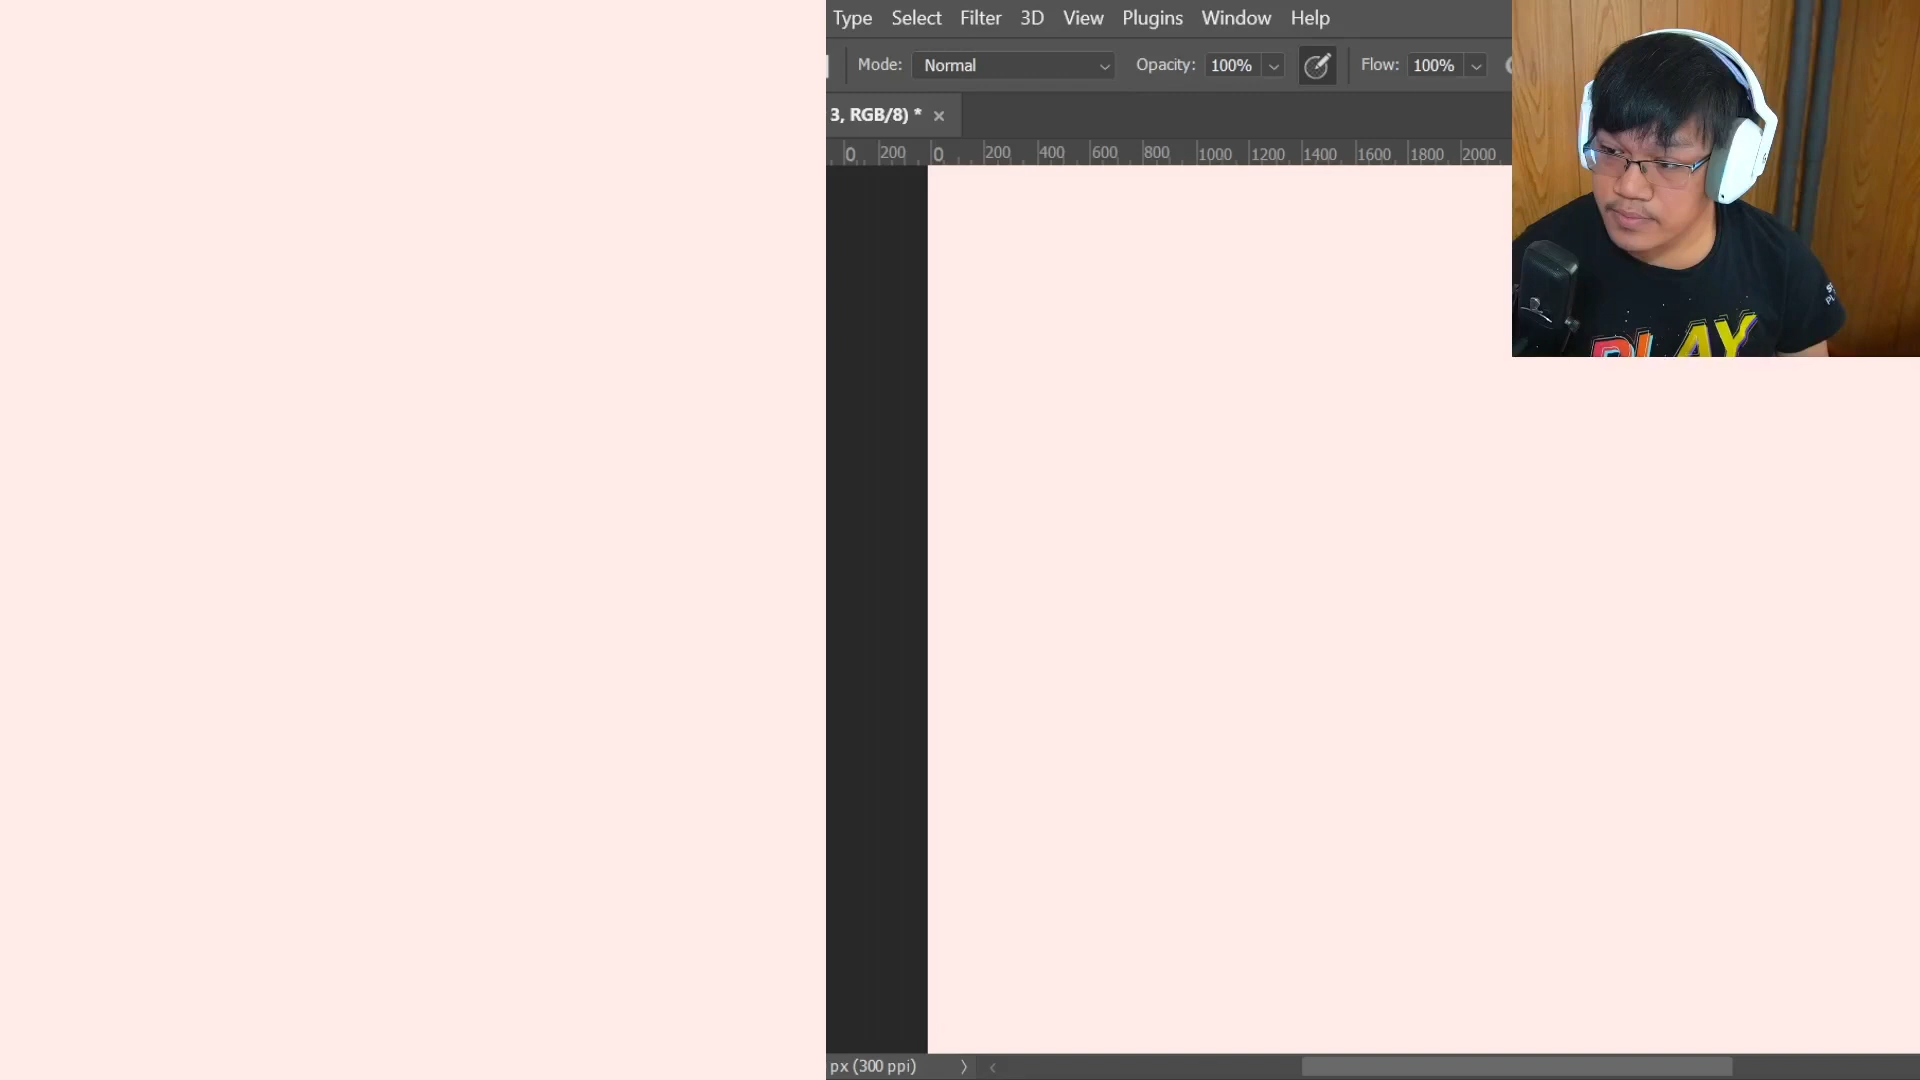 Type Select Filter 3D View Plugins Window Help
Mode: Normal Opacity: 100% Flow: 100%
3, RGB/8) * ×
0 200 0 200 400 600 800 1000 1200 1400 1600 1800 2000
PLAY
px (300 ppi)